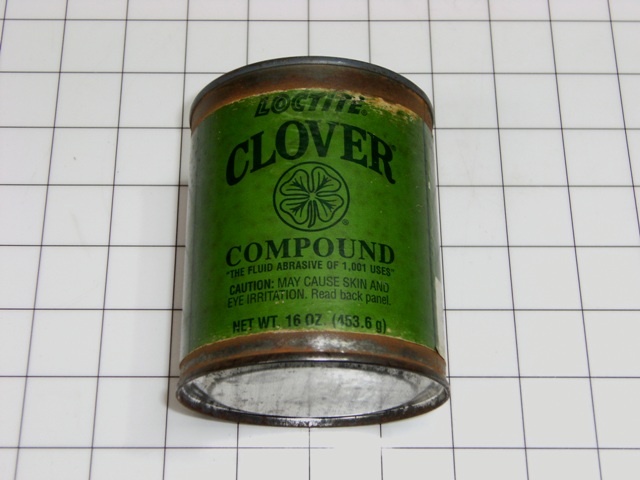 LOCTITE®
CLOVER®
®
COMPOUND
"THE FLUID ABRASIVE OF 1,001 USES"
CAUTION: MAY CAUSE SKIN AND
EYE IRRITATION. Read back panel.
NET WT. 16 OZ. (453.6 g)